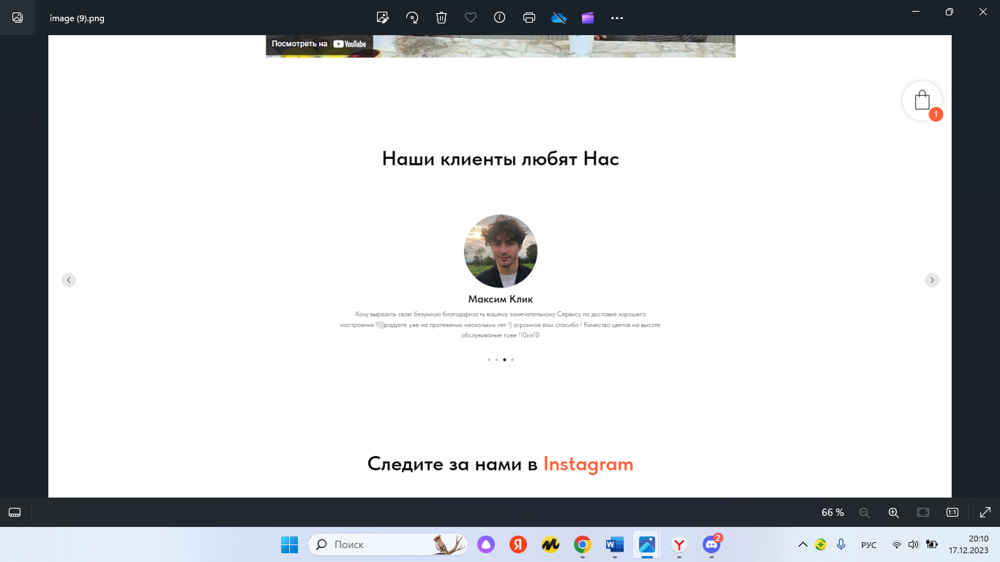 image (9).png
Посмотреть на YouTube
1
Наши клиенты любят Нас
Максим Клик
Хочу выразить свою безумную благодарность вашему замечательному Сервису по доставке хорошего
настроения !!)))радуете уже на протяжении нескольких лет !) огромное вам спасибо ! Качество цветов на высоте
обслуживание тоже !10из10
Следите за нами в Instagram
66 %
1:1
Поиск
Я
W
Y
2
РУС
20:10
17.12.2023